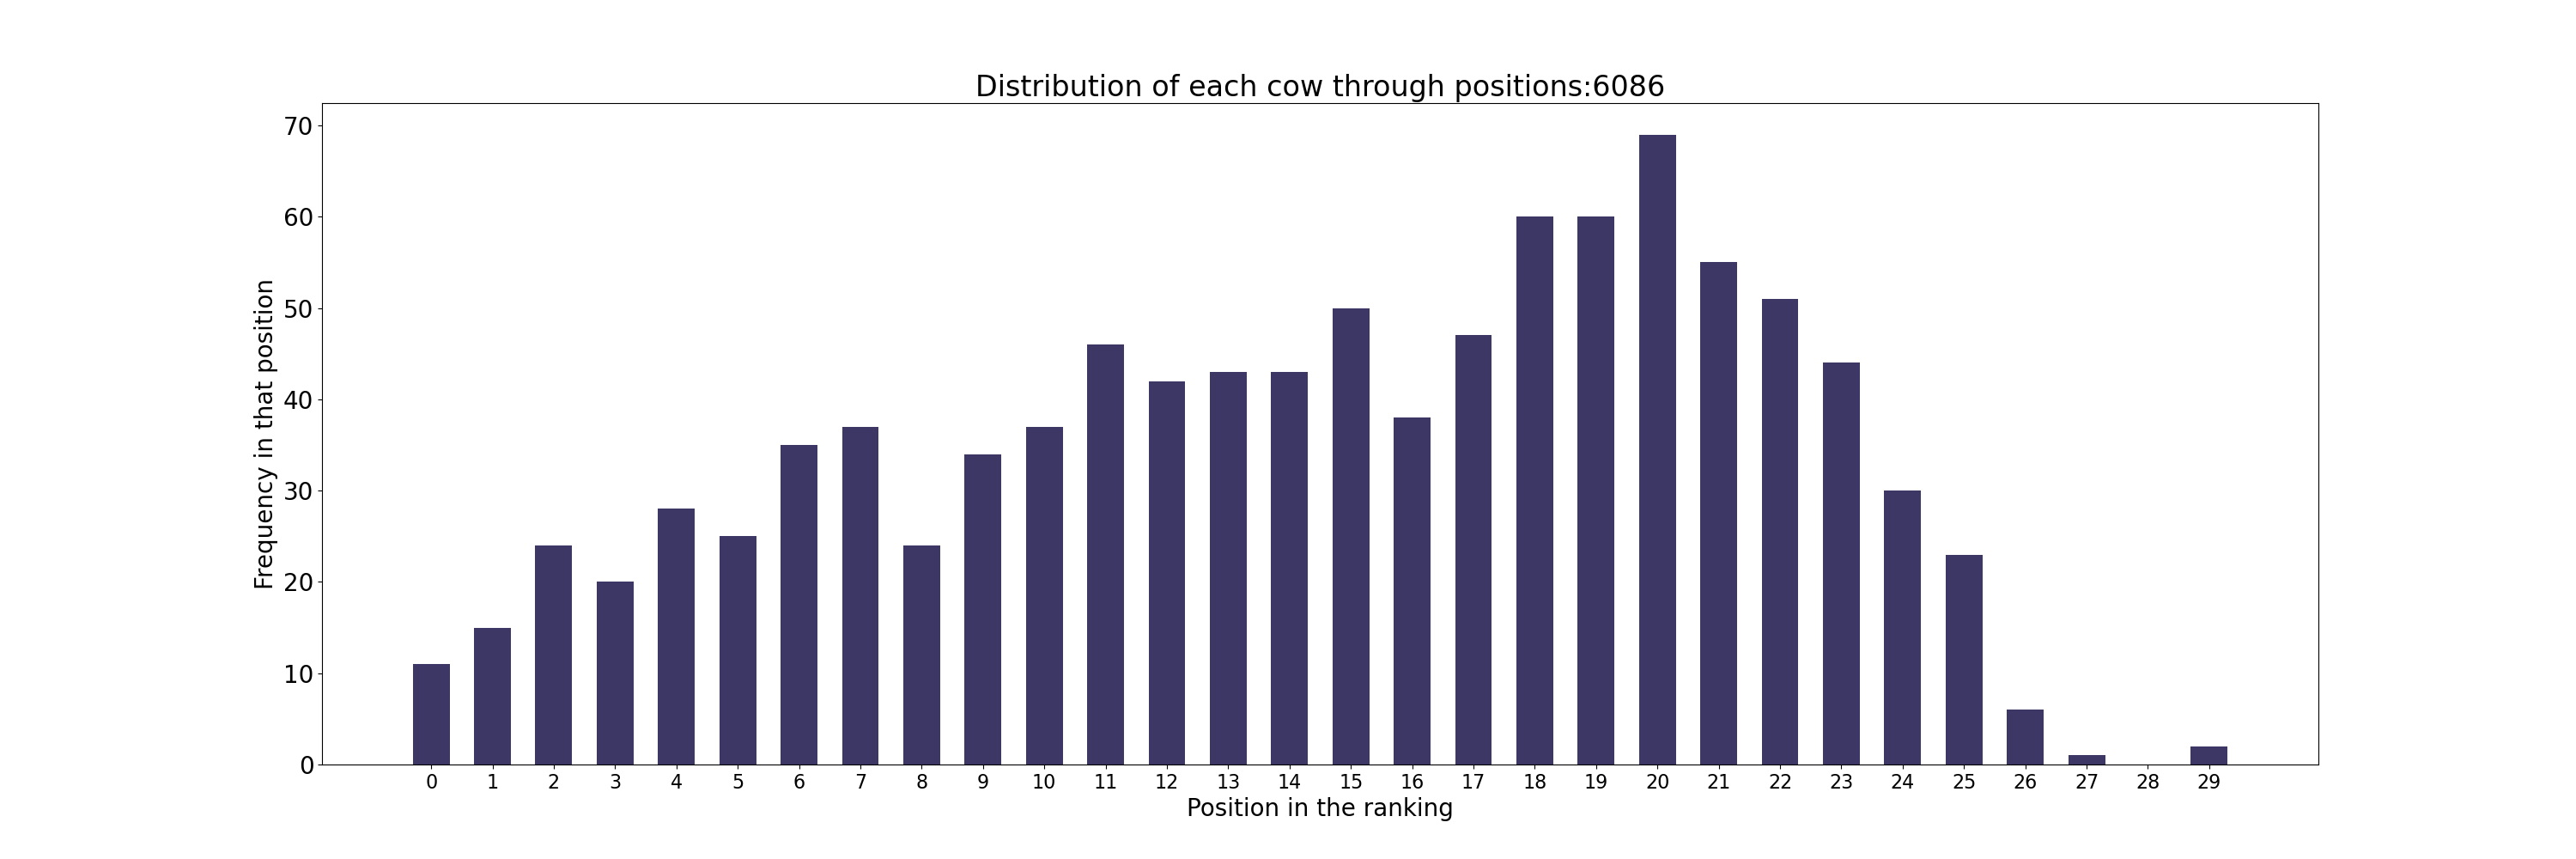 Distribution of each cow through positions:6086
Frequency in that position
70
60
50
40
30
20
10
0
0 1 2 3 4 5 6 7 8 9 10 11 12 13 14 15 16 17 18 19 20 21 22 23 24 25 26 27 28 29
Position in the ranking